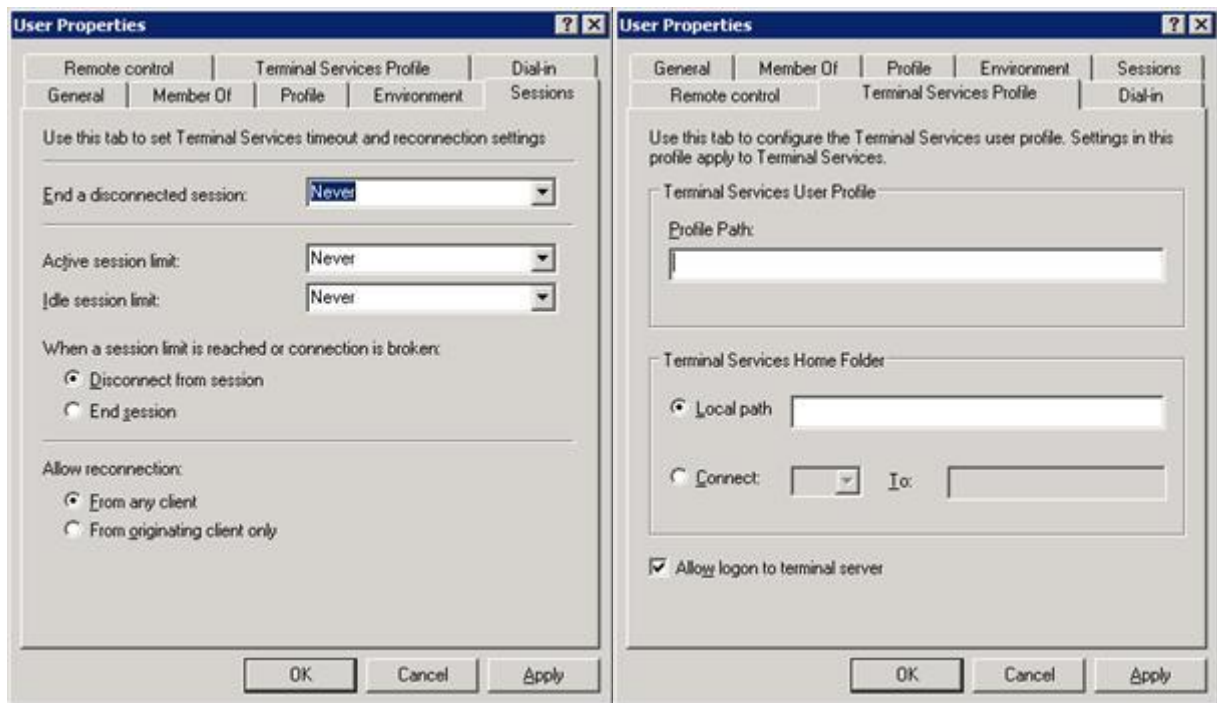 User Properties
Remote control Terminal Services Profile Dial-in
General Member Of Profile Environment Sessions
Use this tab to set Terminal Services timeout and reconnection settings
End a disconnected session: Never
Active session limit: Never
Idle session limit: Never
When a session limit is reached or connection is broken:
Disconnect from session
End session
Allow reconnection:
From any client
From originating client only
OK Cancel Apply
User Properties
General Member Of Profile Environment Sessions
Remote control Terminal Services Profile Dial-in
Use this tab to configure the Terminal Services user profile. Settings in this
profile apply to Terminal Services.
Terminal Services User Profile
Profile Path:
Terminal Services Home Folder
Local path
Connect: To:
Allow logon to terminal server
OK Cancel Apply